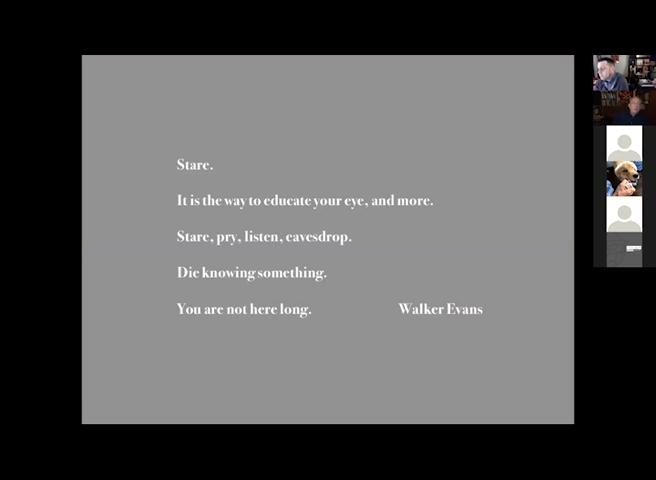 Stare.
It is the way to educate your eye, and more.
Stare, pry, listen, eavesdrop.
Die knowing something.
You are not here long. Walker Evans